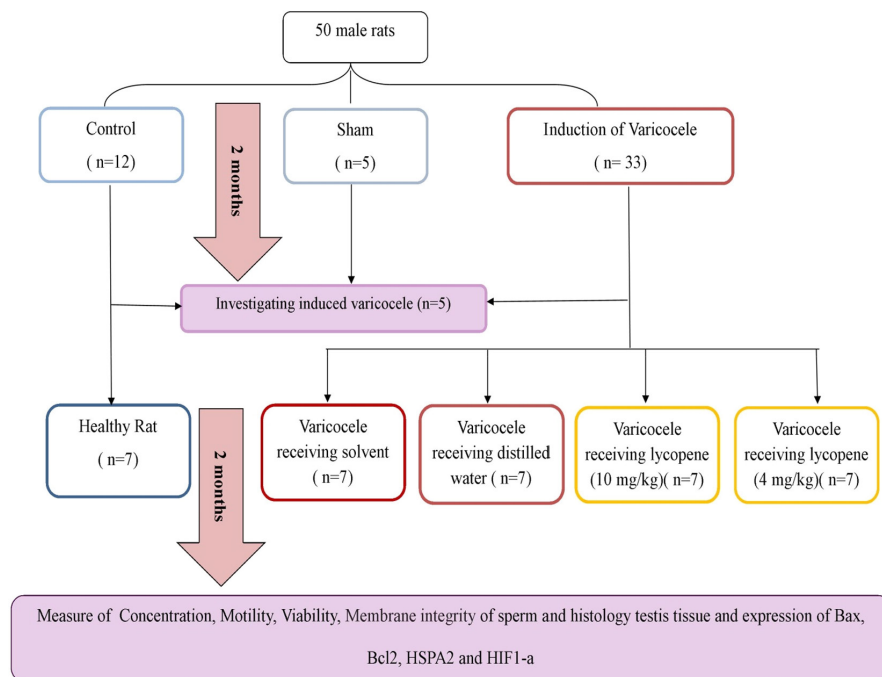 50 male rats
Control
( n=12)
2 months
Sham
( n=5)
Induction of Varicocele
( n= 33)
Investigating induced varicocele (n=5)
Healthy Rat
( n=7)
2 months
Varicocele
receiving solvent
( n=7)
Varicocele
receiving distilled
water ( n=7)
Varicocele
receiving lycopene
(10 mg/kg)( n=7)
Varicocele
receiving lycopene
(4 mg/kg)( n=7)
Measure of Concentration, Motility, Viability, Membrane integrity of sperm and histology testis tissue and expression of Bax,
Bcl2, HSPA2 and HIF1-a